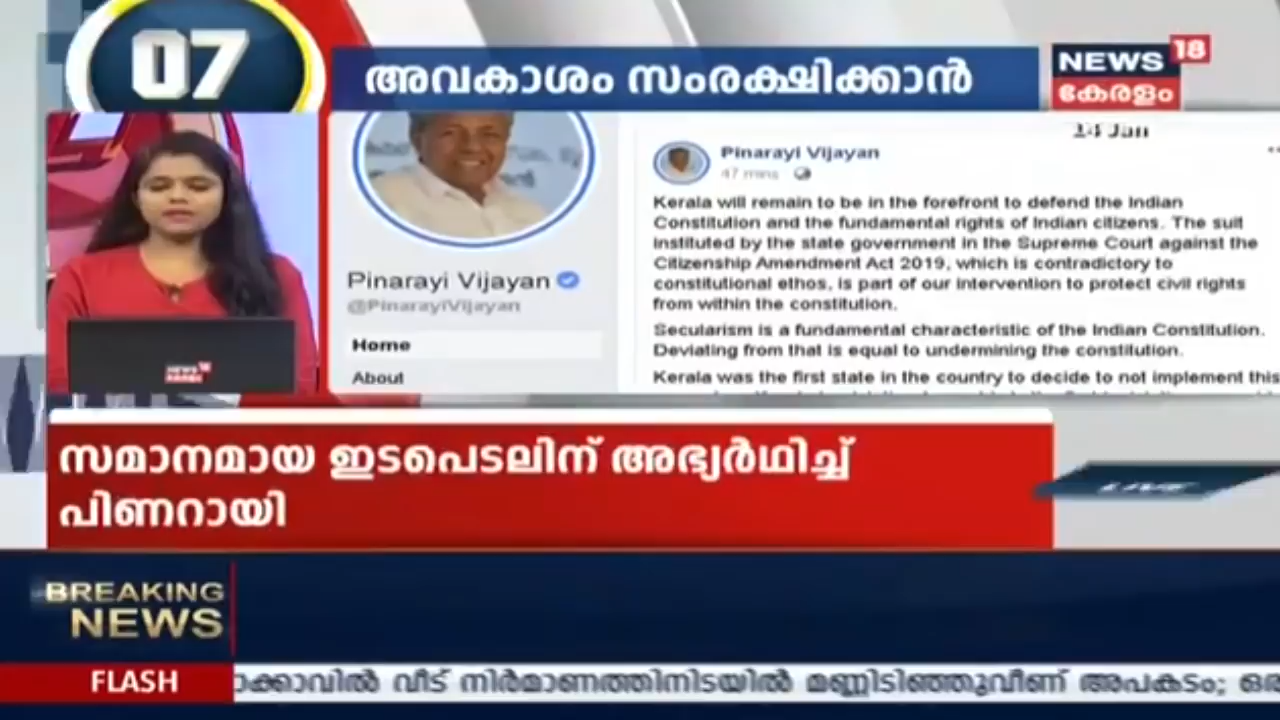 07
അവകാശം സംരക്ഷിക്കാൻ
NEWS 18
കേരളം
14 Jan
Pinarayi Vijayan
@PinarayiVijayan
Home
About
Pinarayi Vijayan
47 mins
Kerala will remain to be in the forefront to defend the Indian
Constitution and the fundamental rights of Indian citizens. The suit
instituted by the state government in the Supreme Court against the
Citizenship Amendment Act 2019, which is contradictory to
constitutional ethos, is part of our intervention to protect civil rights
from within the constitution.
Secularism is a fundamental characteristic of the Indian Constitution.
Deviating from that is equal to undermining the constitution.
Kerala was the first state in the country to decide to not implement this
സമാനമായ ഇടപെടലിന് അഭ്യർഥിച്ച്
പിണറായി
LIVE
BREAKING
NEWS
FLASH
വീട് നിർമാണത്തിനിടയിൽ മണ്ണിടിഞ്ഞുവീണ് അപകടം;